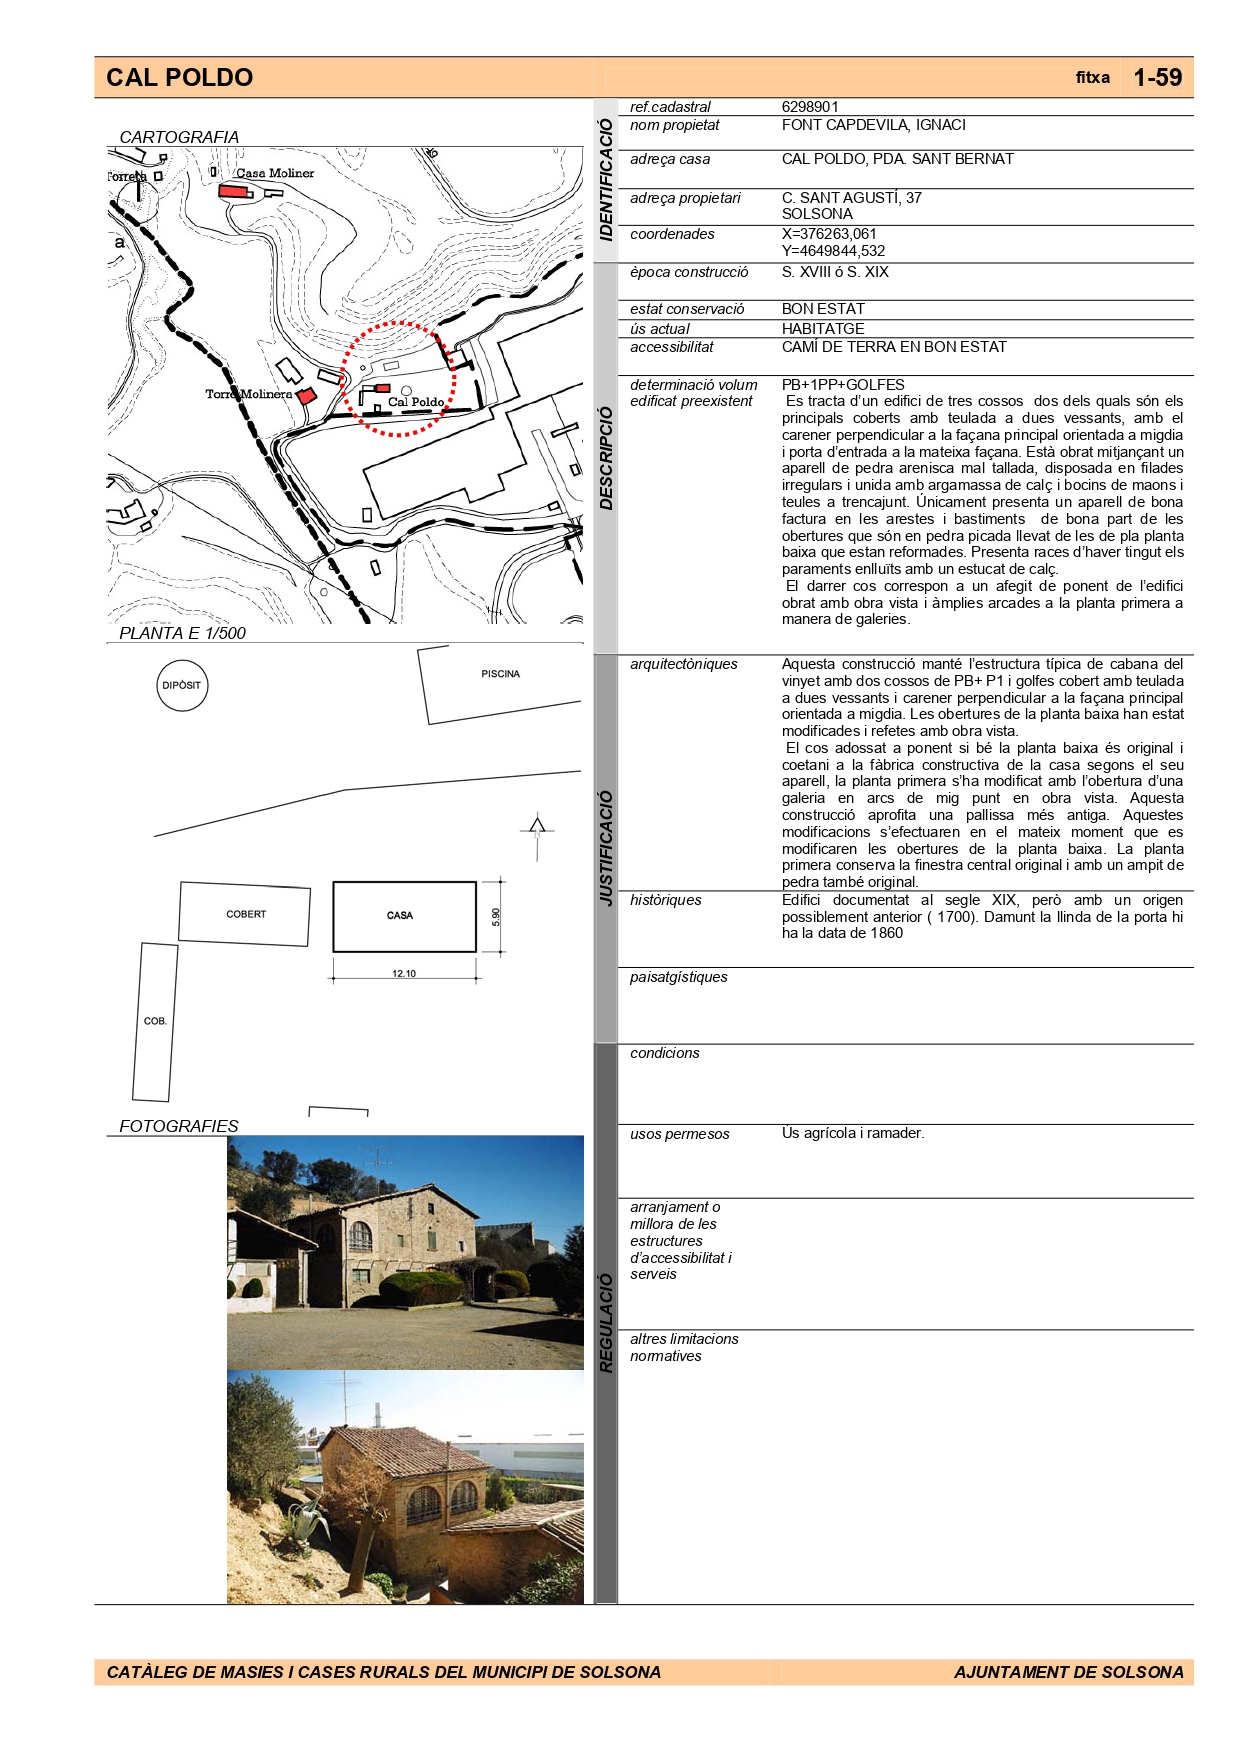 CAL POLDO
fitxa 1-59
CARTOGRAFIA
Torreta
Casa Moliner
a
Torre Molinera
Cal Poldo
PLANTA E 1/500
DIPÒSIT
PISCINA
COBERT
CASA
5.90
12.10
COB.
FOTOGRAFIES
IDENTIFICACIÓ
ref.cadastral 6298901
nom propietat FONT CAPDEVILA, IGNACI
adreça casa CAL POLDO, PDA. SANT BERNAT
adreça propietari C. SANT AGUSTÍ, 37
SOLSONA
coordenades X=376263,061
Y=4649844,532
DESCRIPCIÓ
època construcció S. XVIII ó S. XIX
estat conservació BON ESTAT
ús actual HABITATGE
accessibilitat CAMÍ DE TERRA EN BON ESTAT
determinació volum edificat preexistent
PB+1PP+GOLFES
Es tracta d’un edifici de tres cossos dos dels quals són els
principals coberts amb teulada a dues vessants, amb el
carener perpendicular a la façana principal orientada a migdia
i porta d’entrada a la mateixa façana. Està obrat mitjançant un
aparell de pedra arenisca mal tallada, disposada en filades
irregulars i unida amb argamassa de calç i bocins de maons i
teules a trencajunt. Únicament presenta un aparell de bona
factura en les arestes i bastiments de bona part de les
obertures que són en pedra picada llevat de les de pla planta
baixa que estan reformades. Presenta races d’haver tingut els
paraments enlluïts amb un estucat de calç.
El darrer cos correspon a un afegit de ponent de l’edifici
obrat amb obra vista i àmplies arcades a la planta primera a
manera de galeries.
JUSTIFICACIÓ
arquitectòniques
Aquesta construcció manté l’estructura típica de cabana del
vinyet amb dos cossos de PB+ P1 i golfes cobert amb teulada
a dues vessants i carener perpendicular a la façana principal
orientada a migdia. Les obertures de la planta baixa han estat
modificades i refetes amb obra vista.
El cos adossat a ponent si bé la planta baixa és original i
coetani a la fàbrica constructiva de la casa segons el seu
aparell, la planta primera s’ha modificat amb l’obertura d’una
galeria en arcs de mig punt en obra vista. Aquesta
construcció aprofita una pallissa més antiga. Aquestes
modificacions s’efectuaren en el mateix moment que es
modificaren les obertures de la planta baixa. La planta
primera conserva la finestra central original i amb un ampit de
pedra també original.
històriques
Edifici documentat al segle XIX, però amb un origen
possiblement anterior ( 1700). Damunt la llinda de la porta hi
ha la data de 1860
paisatgístiques
REGULACIÓ
condicions
usos permesos Ús agrícola i ramader.
arranjament o
millora de les
estructures
d’accessibilitat i
serveis
altres limitacions
normatives
CATÀLEG DE MASIES I CASES RURALS DEL MUNICIPI DE SOLSONA
AJUNTAMENT DE SOLSONA